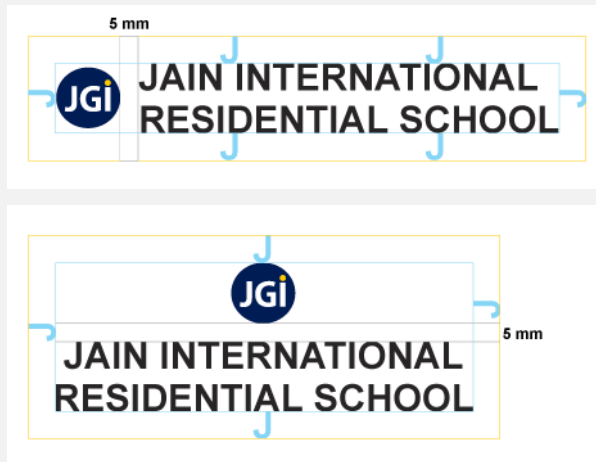 5 mm
J J
JGi
JAIN INTERNATIONAL
RESIDENTIAL SCHOOL
J J
J J
J
JGi
5 mm
JAIN INTERNATIONAL
RESIDENTIAL SCHOOL
J J
J